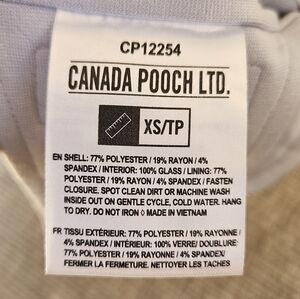 CP12254
CANADA POOCH LTD.
XS/TP
EN SHELL: 77% POLYESTER / 19% RAYON / 4%
SPANDEX / INTERIOR: 100% GLASS / LINING: 77%
POLYESTER / 19% RAYON / 4% SPANDEX / FASTEN
CLOSURE. SPOT CLEAN DIRT OR MACHINE WASH
INSIDE OUT ON GENTLE CYCLE, COLD WATER. HANG
TO DRY. DO NOT IRON ◊ MADE IN VIETNAM
FR TISSU EXTÉRIEUR: 77% POLYESTER / 19% RAYONNE /
4% SPANDEX / INTÉRIEUR: 100% VERRE/ DOUBLURE:
77% POLYESTER / 19% RAYONNE / 4% SPANDEX/
FERMER LA FERMETURE. NETTOYER LES TACHES